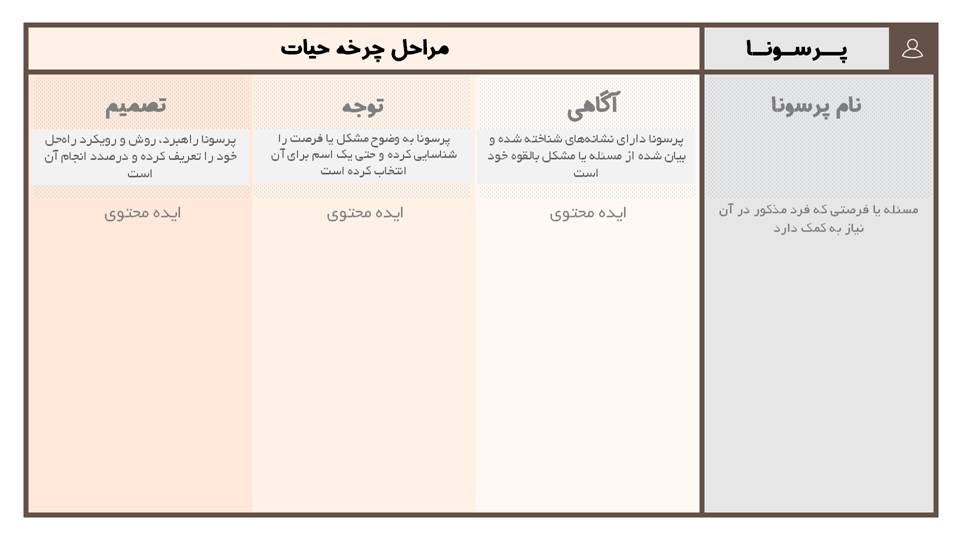 پـــرســونــا
مراحل چرخه حیات
نام پرسونا
مسئله یا فرصتی که فرد مذکور در آن
نیاز به کمک دارد
آگاهی
پرسونا دارای نشانه‌های شناخته شده و
بیان شده از مسئله یا مشکل بالقوه خود
است
ایده محتوی
توجه
پرسونا به وضوح مشکل یا فرصت را
شناسایی کرده و حتی یک اسم برای آن
انتخاب کرده است
ایده محتوی
تصمیم
پرسونا راهبرد، روش و رویکرد راه‌حل
خود را تعریف کرده و درصدد انجام آن
است
ایده محتوی